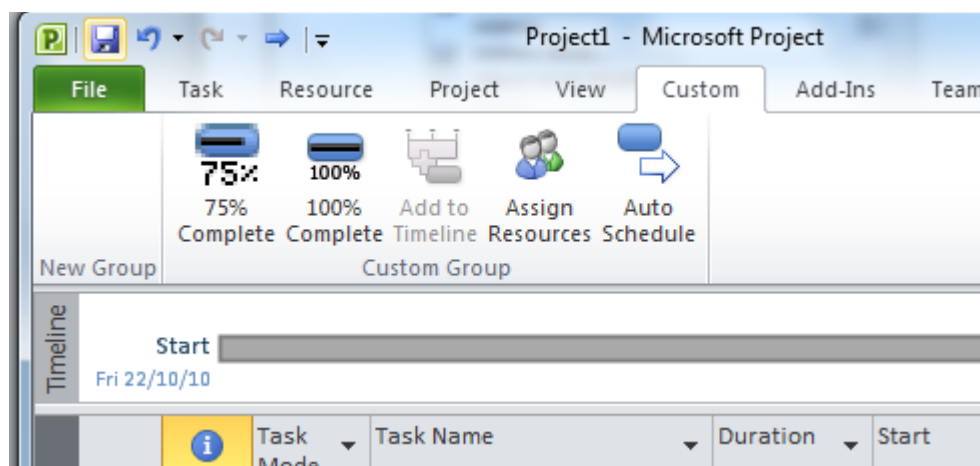 Project1 - Microsoft Project
File Task Resource Project View Custom Add-Ins Team
75% 100%
75% 100% Add to Assign Auto
Complete Complete Timeline Resources Schedule
New Group Custom Group
Timeline
Start
Fri 22/10/10
Task Task Name Duration Start
Mode